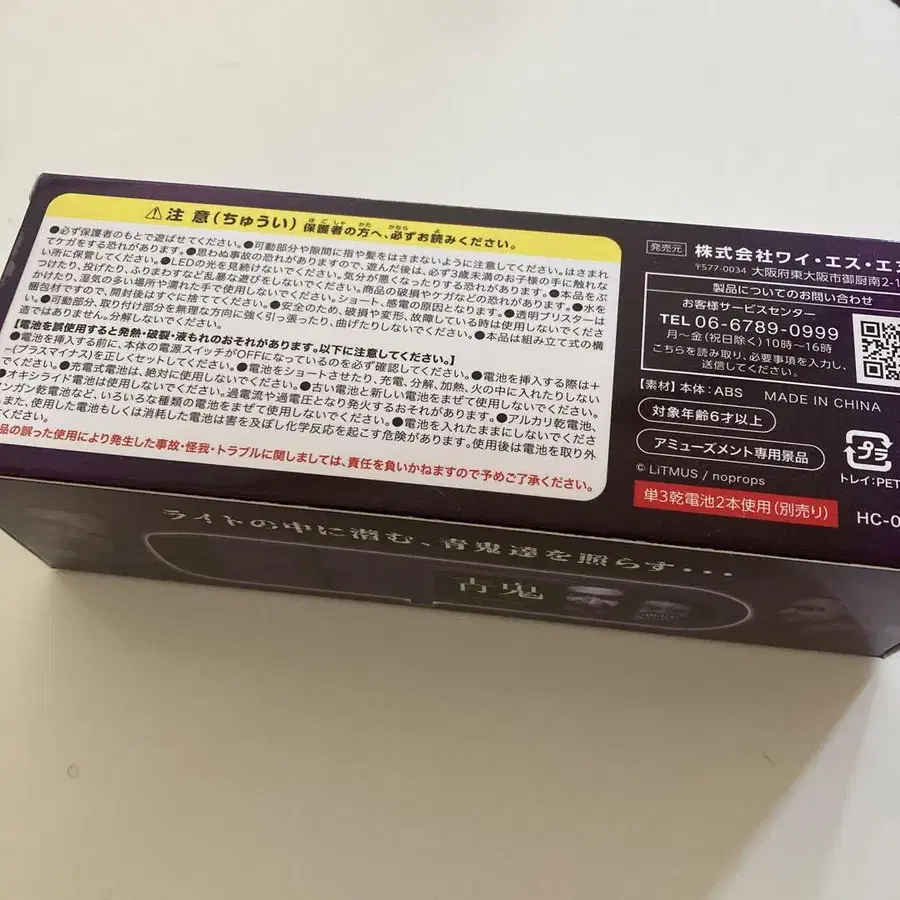 ⚠注 意(ちゅうい) 保護者の方へ、必ずお読みください。
●必ず保護者のもとで遊ばせてください。●可動部分や隙間に指や髪をはさまないように注意してください。はさまれ
てケガをする恐れがあります。●思わぬ事故の恐れがありますので、遊んだ後は、必ず3歳未満のお子様の手に触れな
い所に保管してください。●LEDの光を見続けないでください。気分が悪くなったりする恐れがあります。●本品をぶ
つけたり、投げたり、ふりまわすなど乱暴な遊びをしないでください。商品の破損やケガなどの恐れがあります。●水を
かけたり、湿気の多い場所や濡れた手で使用しないでください。ショート、感電の原因となります。●透明ブリスターは
梱包材ですので、開封後はすぐに捨ててください。●安全のため、破損や変形、故障している時は使用しないでくださ
い。●可動部分、取り付け部分を無理な方向に強く引っ張ったり、曲げたりしないでください。●本品は組み立て式の構
造ではありません。分解しないでください。
【電池を誤使用すると発熱・破裂・液もれのおそれがあります。以下に注意してください。】
●電池を挿入する前に、本体の電源スイッチがOFFになっているのを必ず確認してください。●電池を挿入する際は＋
−(プラスマイナス)を正しくセットしてください。●電池をショートさせたり、充電、分解、加熱、火の中に入れたりしない
でください。●充電式電池は、絶対に使用しないでください。●古い電池と新しい電池をまぜて使用しないでください。
オキシライド電池は使用しないでください。過電流や過電圧となり発火するおそれがあります。●アルカリ乾電池、
ンガン乾電池など、いろいろな種類の電池をまぜて使用しないでください。●電池を入れたままにしないでください。
また、使用した電池もしくは消耗した電池は害を及ぼし化学反応を起こす危険があります。使用後は電池を取り外
してください。
品の誤った使用により発生した事故・怪我・トラブルに関しましては、責任を負いかねますので予めご了承ください。
発売元 株式会社ワイ・エス・エ
〒577-0034 大阪府東大阪市御厨南2-1
製品についてのお問い合わせ
お客様サービスセンター
TEL 06-6789-0999
月〜金(祝日除く)10時〜16時
こちらを読み取り、必要事項を入力し、
送信してください。
【素材】本体：ABS MADE IN CHINA
対象年齢6才以上
アミューズメント専用景品
プラ
トレイ:PET
© LiTMUS / noprops
単3乾電池2本使用(別売り)
HC-0
ライトの中に潜む、青鬼達を照らす・・・
青鬼